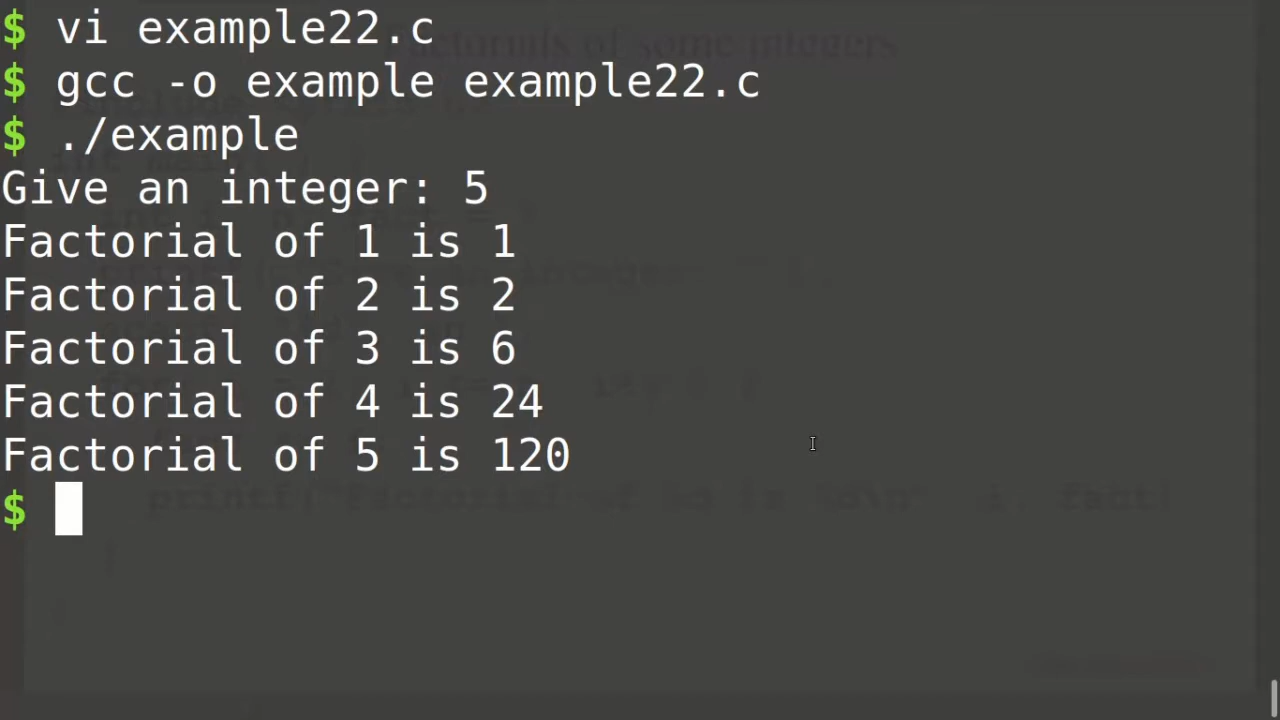 $ vi example22.c
$ gcc -o example example22.c
$ ./example
Give an integer: 5
Factorial of 1 is 1
Factorial of 2 is 2
Factorial of 3 is 6
Factorial of 4 is 24
Factorial of 5 is 120
$